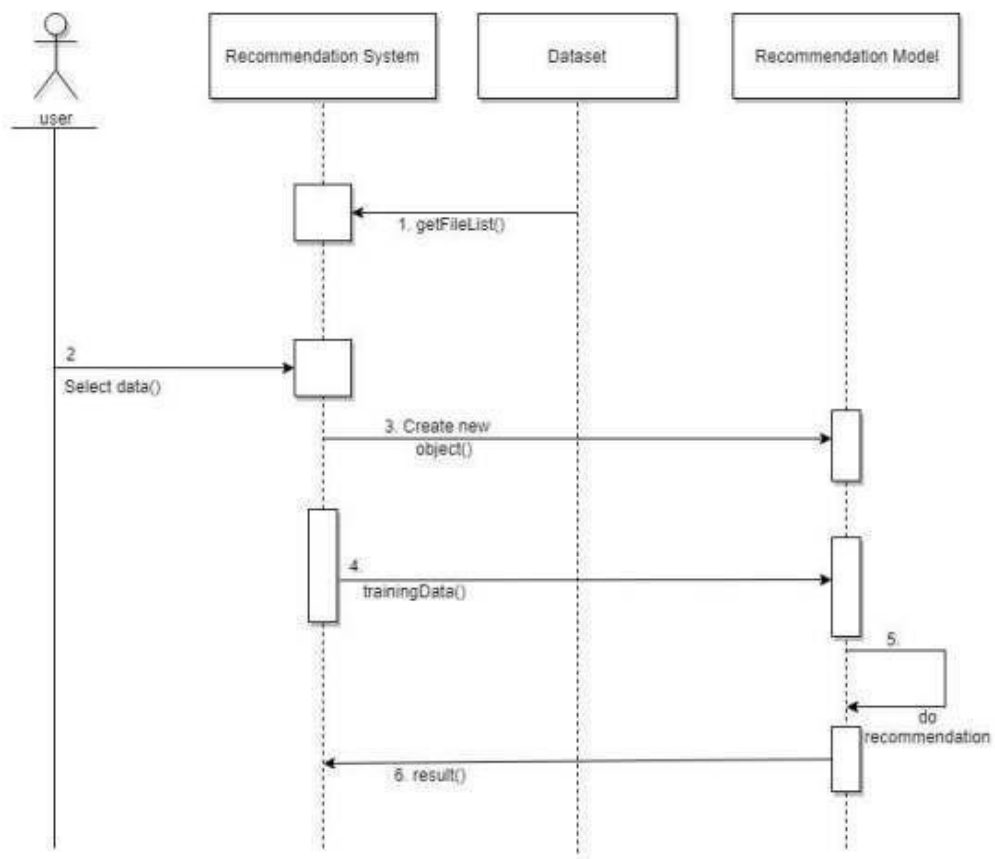 Recommendation System
Dataset
Recommendation Model
user
1. getFileList()
2
Select data()
3. Create new
object()
4.
trainingData()
5.
do
recommendation
6. result()